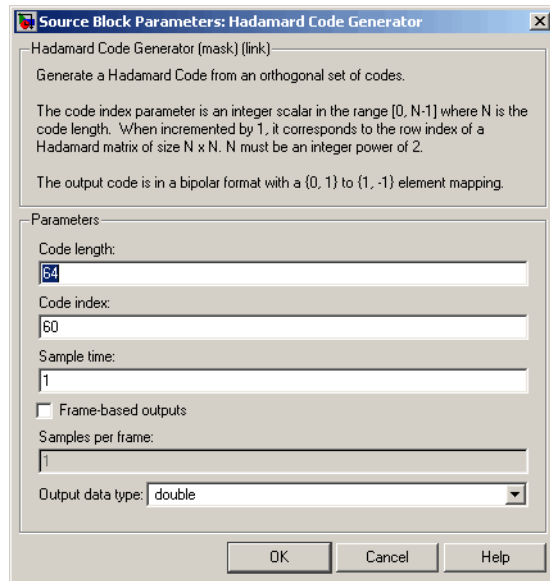 Source Block Parameters: Hadamard Code Generator
Hadamard Code Generator (mask) (link)
Generate a Hadamard Code from an orthogonal set of codes.
The code index parameter is an integer scalar in the range [0, N-1] where N is the
code length. When incremented by 1, it corresponds to the row index of a
Hadamard matrix of size N x N. N must be an integer power of 2.
The output code is in a bipolar format with a {0, 1} to {1, -1} element mapping.
Parameters
Code length:
64
Code index:
60
Sample time:
1
Frame-based outputs
Samples per frame:
1
Output data type: double
OK Cancel Help